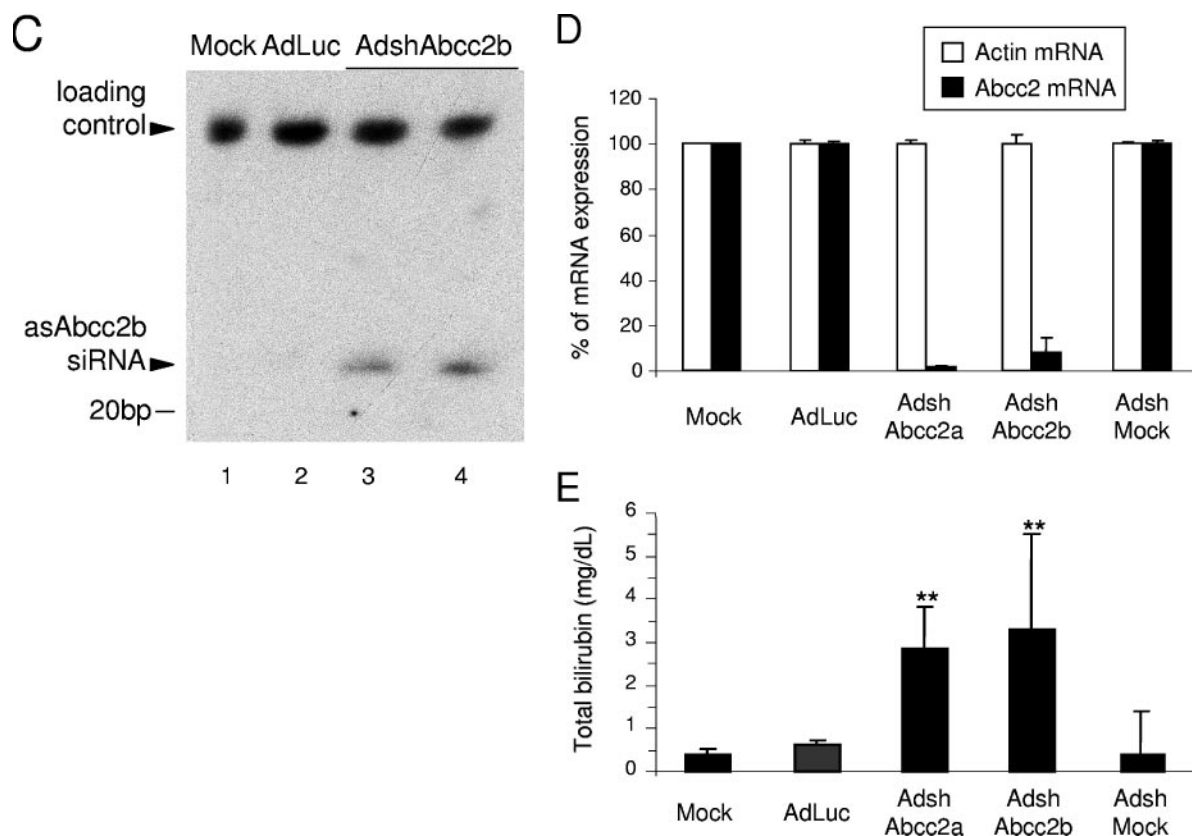 C
Mock AdLuc AdshAbcc2b
loading
control
asAbcc2b
siRNA
20bp
1 2 3 4
D
Actin mRNA
Abcc2 mRNA
% of mRNA expression
120
100
80
60
40
20
0
Mock AdLuc Adsh Adsh Adsh
Abcc2a Abcc2b Mock
E
Total bilirubin (mg/dL)
6
5
4
3
2
1
0
** **
Mock AdLuc Adsh Adsh Adsh
Abcc2a Abcc2b Mock